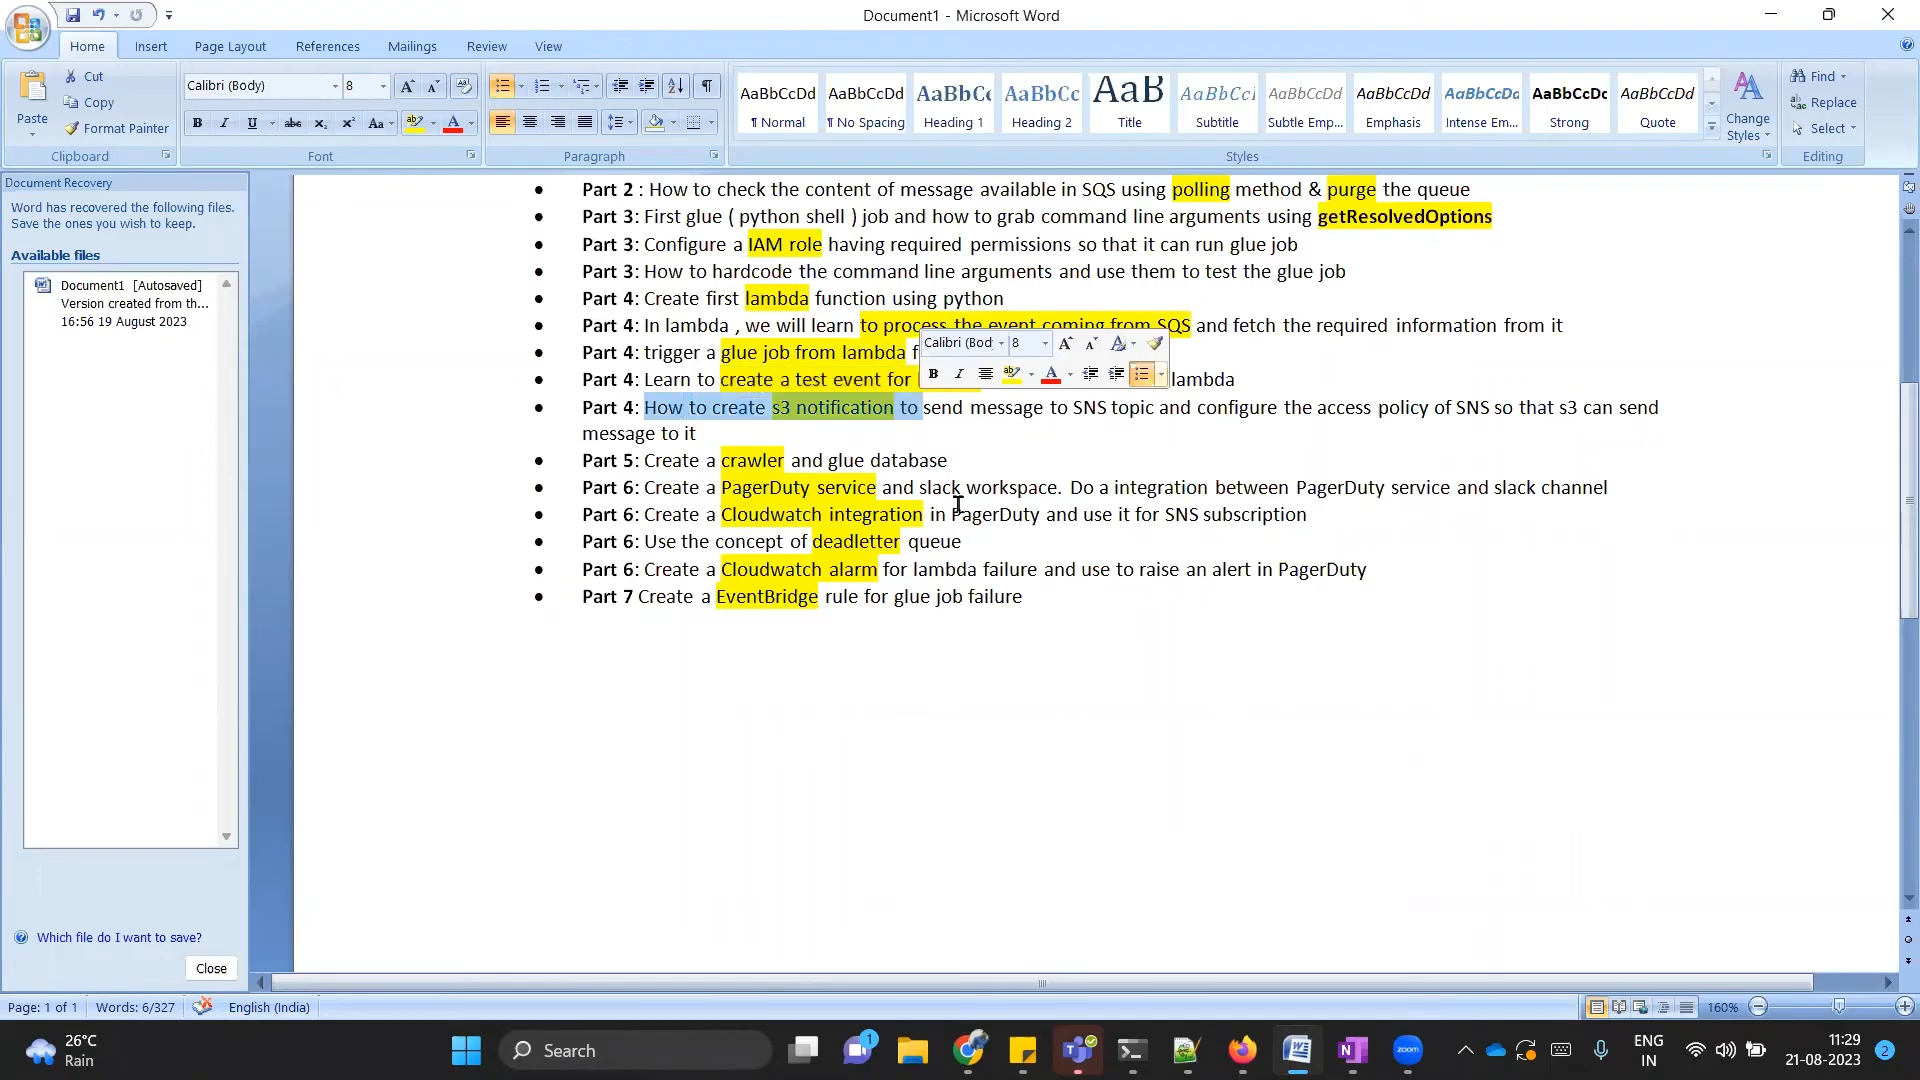 Document1 - Microsoft Word
Home Insert Page Layout References Mailings Review View
Paste
Cut
Copy
Format Painter
Clipboard
Calibri (Body) 8
Font
Paragraph
AaBbCcDd AaBbCcDd AaBbCc AaBbCc AaB AaBbCcl AaBbCcDd AaBbCcDd AaBbCcDd AaBbCcDc AaBbCcDd
¶ Normal ¶ No Spacing Heading 1 Heading 2 Title Subtitle Subtle Emp... Emphasis Intense Em... Strong Quote
Styles
Change Styles
Find
Replace
Select
Editing
Document Recovery
Word has recovered the following files.
Save the ones you wish to keep.
Available files
Document1 [Autosaved]
Version created from th...
16:56 19 August 2023
Which file do I want to save?
Close
• Part 2 : How to check the content of message available in SQS using polling method & purge the queue
• Part 3: First glue ( python shell ) job and how to grab command line arguments using getResolvedOptions
• Part 3: Configure a IAM role having required permissions so that it can run glue job
• Part 3: How to hardcode the command line arguments and use them to test the glue job
• Part 4: Create first lambda function using python
• Part 4: In lambda , we will learn to process the event coming from SQS and fetch the required information from it
• Part 4: trigger a glue job from lambda f
• Part 4: Learn to create a test event for lambda
• Part 4: How to create s3 notification to send message to SNS topic and configure the access policy of SNS so that s3 can send
message to it
Calibri (Bod 8
• Part 5: Create a crawler and glue database
• Part 6: Create a PagerDuty service and slack workspace. Do a integration between PagerDuty service and slack channel
• Part 6: Create a Cloudwatch integration in PagerDuty and use it for SNS subscription
• Part 6: Use the concept of deadletter queue
• Part 6: Create a Cloudwatch alarm for lambda failure and use to raise an alert in PagerDuty
• Part 7 Create a EventBridge rule for glue job failure
Page: 1 of 1 Words: 6/327 English (India) 160%
26°C
Rain
Search
1
zoom
ENG
IN
11:29
21-08-2023
2